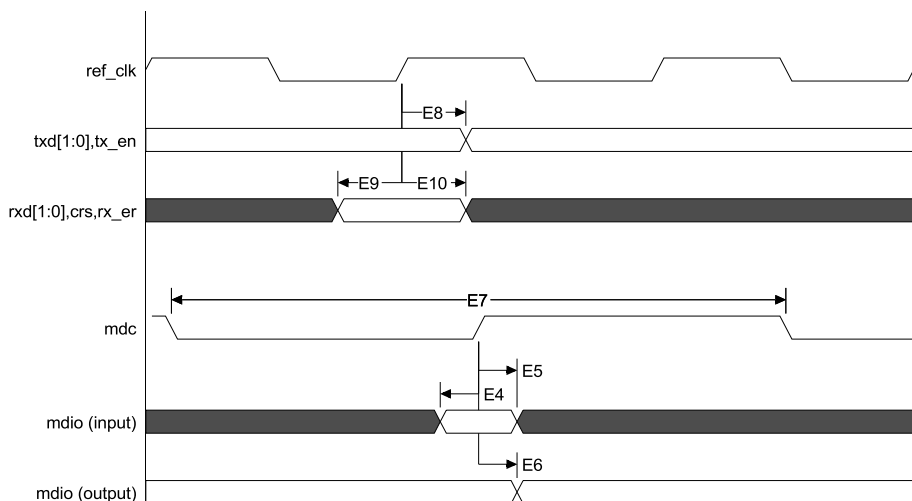 ref_clk
E8
txd[1:0],tx_en
E9
E10
rxd[1:0],crs,rx_er
E7
mdc
E5
E4
mdio (input)
E6
mdio (output)